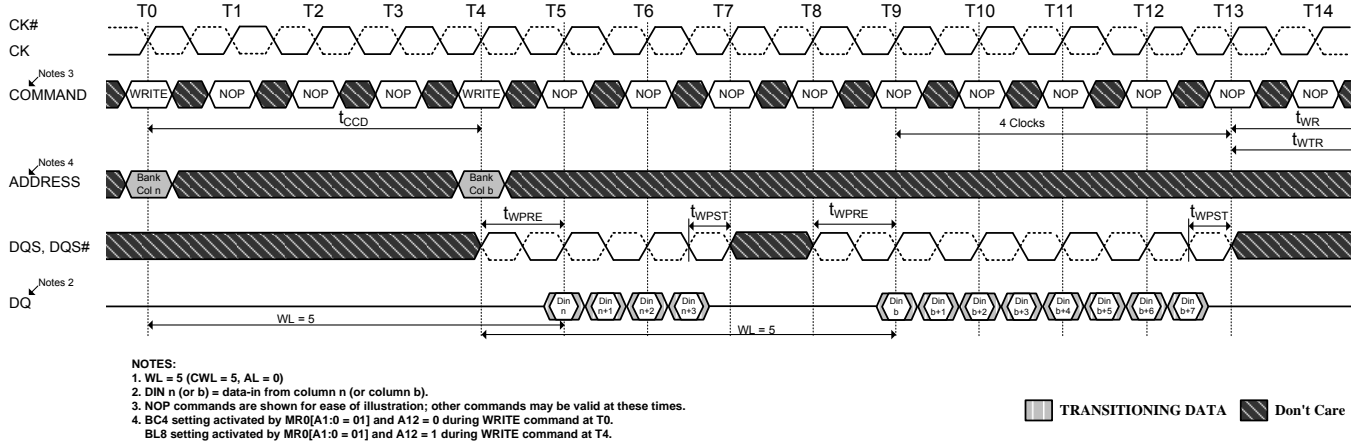 T0 T1 T2 T3 T4 T5 T6 T7 T8 T9 T10 T11 T12 T13 T14
CK#
CK
Notes 3
COMMAND
WRITE NOP NOP NOP WRITE NOP NOP NOP NOP NOP NOP NOP NOP NOP NOP
tCCD
4 Clocks
tWR
tWTR
Notes 4
ADDRESS
Bank Col n
Bank Col b
tWPRE
tWPST
tWPRE
tWPST
DQS, DQS#
Notes 2
DQ
Din n
Din n+1
Din n+2
Din n+3
Din b
Din b+1
Din b+2
Din b+3
Din b+4
Din b+5
Din b+6
Din b+7
WL = 5
WL = 5
NOTES:
1. WL = 5 (CWL = 5, AL = 0)
2. DIN n (or b) = data-in from column n (or column b).
3. NOP commands are shown for ease of illustration; other commands may be valid at these times.
4. BC4 setting activated by MR0[A1:0 = 01] and A12 = 0 during WRITE command at T0.
BL8 setting activated by MR0[A1:0 = 01] and A12 = 1 during WRITE command at T4.
TRANSITIONING DATA
Don't Care